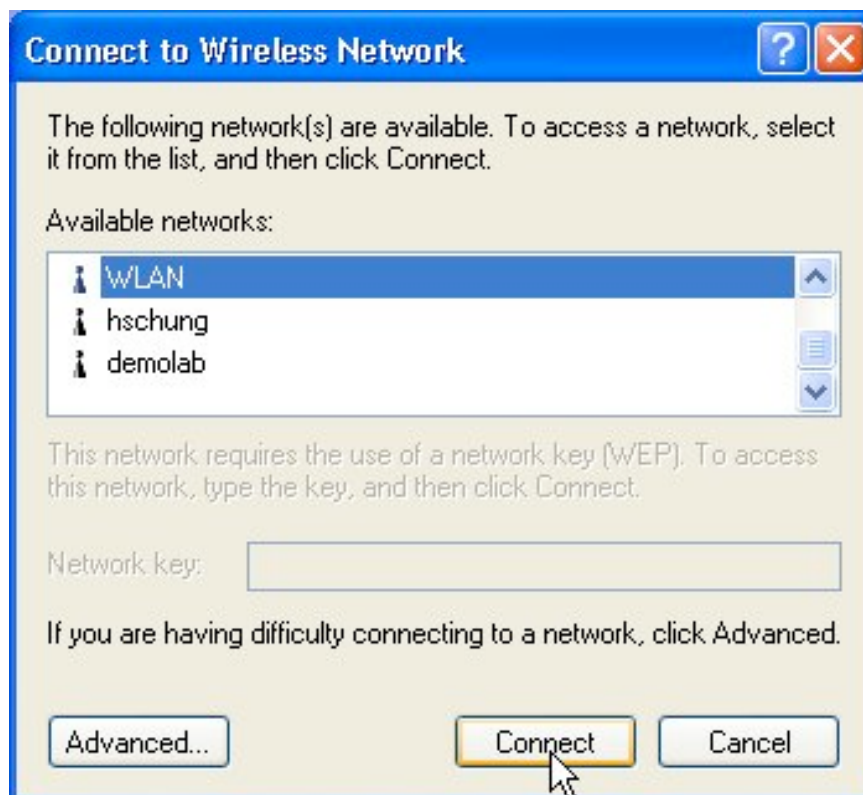 Connect to Wireless Network
The following network(s) are available. To access a network, select
it from the list, and then click Connect.
Available networks:
WLAN
hschung
demolab
This network requires the use of a network key (WEP). To access
this network, type the key, and then click Connect.
Network key:
If you are having difficulty connecting to a network, click Advanced.
Advanced...
Connect
Cancel